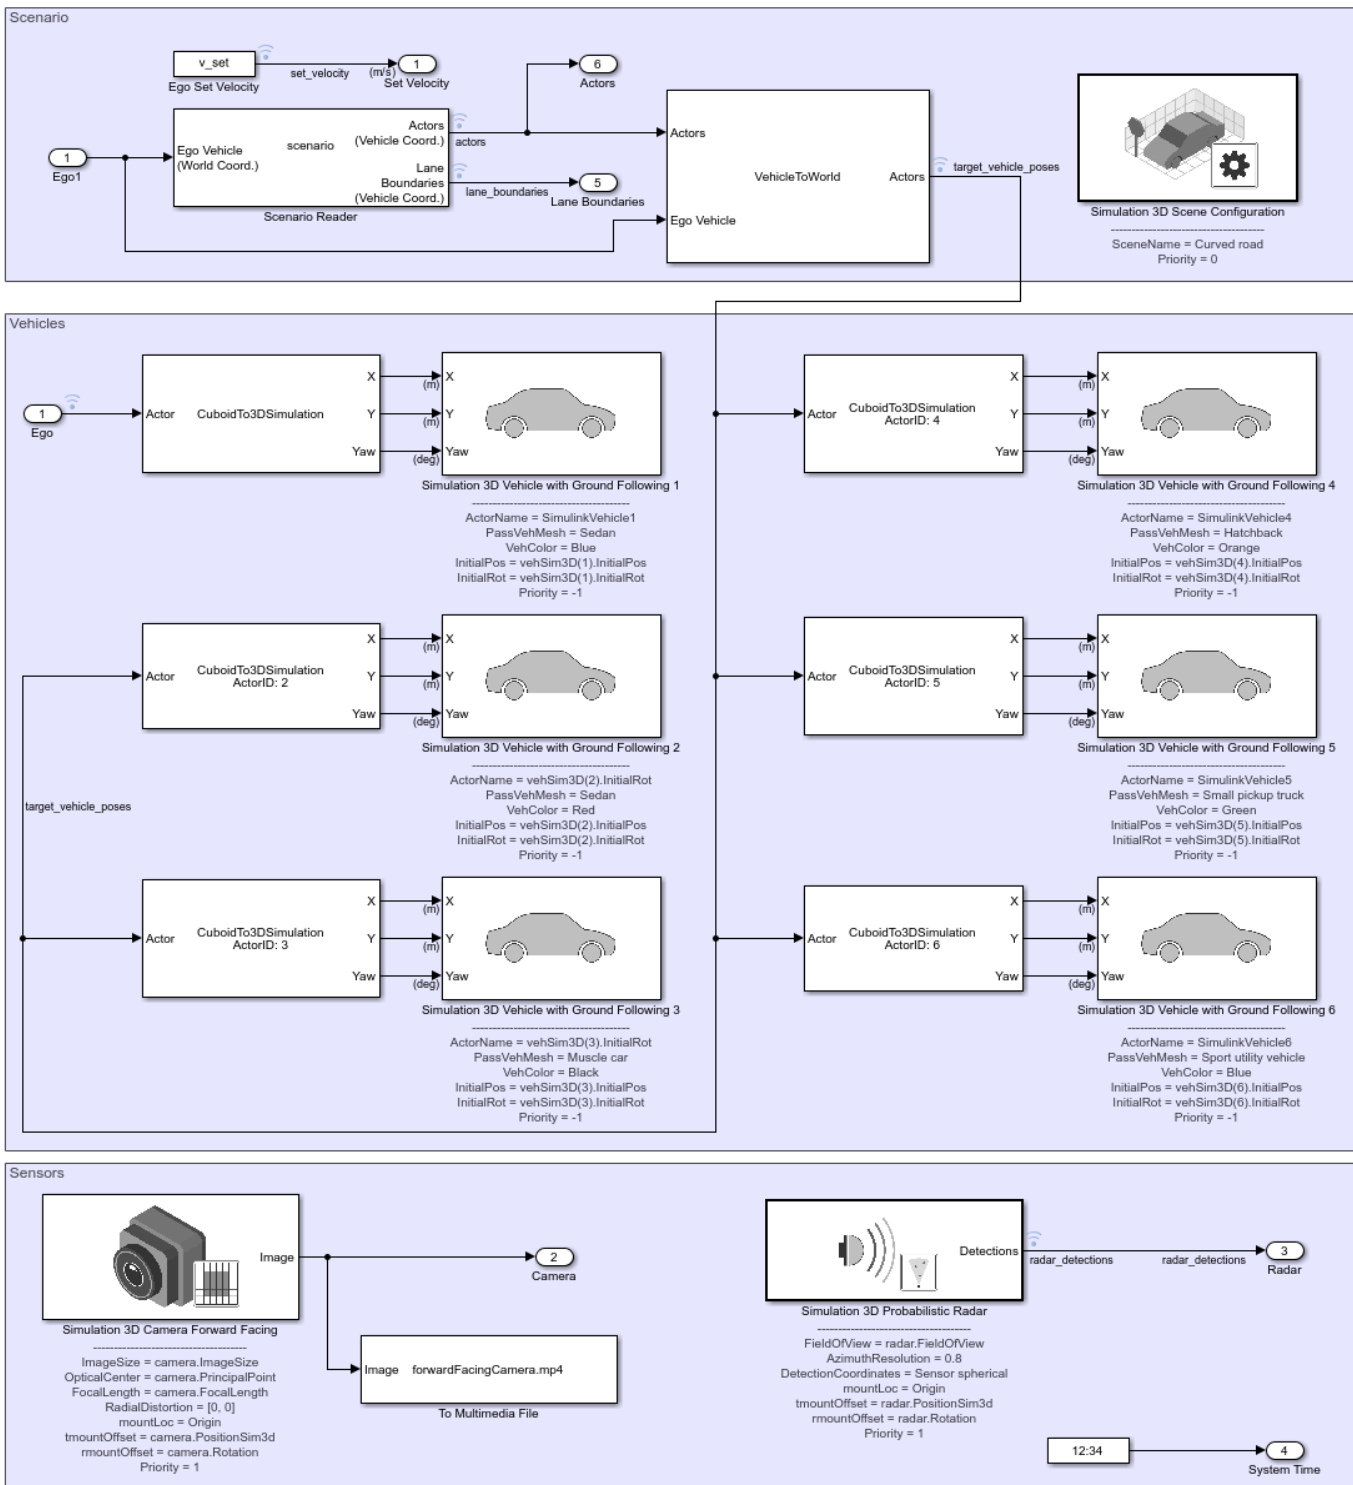 Scenario
v_set
Ego Set Velocity
set_velocity
(m/s)
1
Set Velocity
6
Actors
1
Ego1
Ego Vehicle
(World Coord.)
scenario
Actors
(Vehicle Coord.)
Lane
Boundaries
(Vehicle Coord.)
Scenario Reader
actors
lane_boundaries
5
Lane Boundaries
Actors
Ego Vehicle
VehicleToWorld
Actors
target_vehicle_poses
Simulation 3D Scene Configuration
---------------------------------------
SceneName = Curved road
Priority = 0
Vehicles
1
Ego
Actor
CuboidTo3DSimulation
X
Y
Yaw
(m)
(m)
(deg)
X
Y
Yaw
Simulation 3D Vehicle with Ground Following 1
----------------------------------------
ActorName = SimulinkVehicle1
PassVehMesh = Sedan
VehColor = Blue
InitialPos = vehSim3D(1).InitialPos
InitialRot = vehSim3D(1).InitialRot
Priority = -1
Actor
CuboidTo3DSimulation
ActorID: 4
X
Y
Yaw
(m)
(m)
(deg)
X
Y
Yaw
Simulation 3D Vehicle with Ground Following 4
----------------------------------------
ActorName = SimulinkVehicle4
PassVehMesh = Hatchback
VehColor = Orange
InitialPos = vehSim3D(4).InitialPos
InitialRot = vehSim3D(4).InitialRot
Priority = -1
Actor
CuboidTo3DSimulation
ActorID: 2
X
Y
Yaw
(m)
(m)
(deg)
X
Y
Yaw
Simulation 3D Vehicle with Ground Following 2
----------------------------------------
ActorName = vehSim3D(2).InitialRot
PassVehMesh = Sedan
VehColor = Red
InitialPos = vehSim3D(2).InitialPos
InitialRot = vehSim3D(2).InitialRot
Priority = -1
target_vehicle_poses
Actor
CuboidTo3DSimulation
ActorID: 5
X
Y
Yaw
(m)
(m)
(deg)
X
Y
Yaw
Simulation 3D Vehicle with Ground Following 5
----------------------------------------
ActorName = SimulinkVehicle5
PassVehMesh = Small pickup truck
VehColor = Green
InitialPos = vehSim3D(5).InitialPos
InitialRot = vehSim3D(5).InitialRot
Priority = -1
Actor
CuboidTo3DSimulation
ActorID: 3
X
Y
Yaw
(m)
(m)
(deg)
X
Y
Yaw
Simulation 3D Vehicle with Ground Following 3
----------------------------------------
ActorName = vehSim3D(3).InitialRot
PassVehMesh = Muscle car
VehColor = Black
InitialPos = vehSim3D(3).InitialPos
InitialRot = vehSim3D(3).InitialRot
Priority = -1
Actor
CuboidTo3DSimulation
ActorID: 6
X
Y
Yaw
(m)
(m)
(deg)
X
Y
Yaw
Simulation 3D Vehicle with Ground Following 6
----------------------------------------
ActorName = SimulinkVehicle6
PassVehMesh = Sport utility vehicle
VehColor = Blue
InitialPos = vehSim3D(6).InitialPos
InitialRot = vehSim3D(6).InitialRot
Priority = -1
Sensors
Image
2
Camera
Simulation 3D Camera Forward Facing
---------------------------------------
ImageSize = camera.ImageSize
OpticalCenter = camera.PrincipalPoint
FocalLength = camera.FocalLength
RadialDistortion = [0, 0]
mountLoc = Origin
tmountOffset = camera.PositionSim3d
rmountOffset = camera.Rotation
Priority = 1
Image
forwardFacingCamera.mp4
To Multimedia File
Detections
radar_detections
radar_detections
3
Radar
Simulation 3D Probabilistic Radar
---------------------------------------
FieldOfView = radar.FieldOfView
AzimuthResolution = 0.8
DetectionCoordinates = Sensor spherical
mountLoc = Origin
tmountOffset = radar.PositionSim3d
rmountOffset = radar.Rotation
Priority = 1
12:34
4
System Time